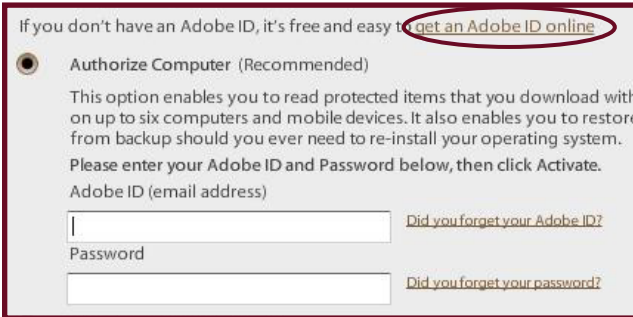 If you don't have an Adobe ID, it's free and easy to get an Adobe ID online
Authorize Computer (Recommended)
This option enables you to read protected items that you download with
on up to six computers and mobile devices. It also enables you to restore
from backup should you ever need to re-install your operating system.
Please enter your Adobe ID and Password below, then click Activate.
Adobe ID (email address)
Did you forget your Adobe ID?
Password
Did you forget your password?